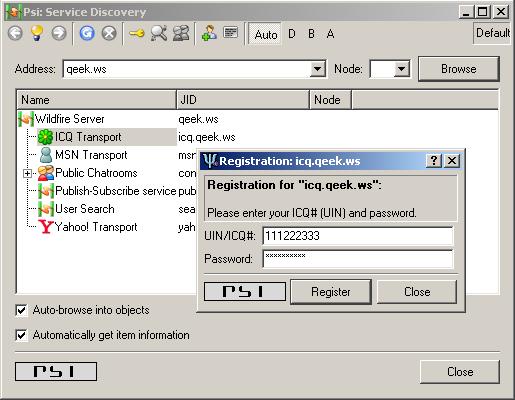 Psi: Service Discovery
Auto D B A Default
Address: qeek.ws Node: Browse
Name JID Node
Wildfire Server qeek.ws
ICQ Transport icq.qeek.ws
MSN Transport msn
Public Chatrooms con
Publish-Subscribe service pub
User Search sea
Yahoo! Transport yah
Registration: icq.qeek.ws
Registration for "icq.qeek.ws":
Please enter your ICQ# (UIN) and password.
UIN/ICQ#: 111222333
Password: **********
PSI Register Close
Auto-browse into objects
Automatically get item information
PSI Close